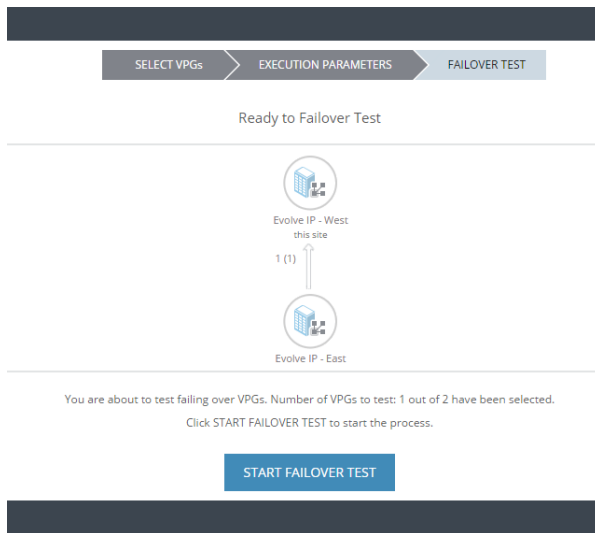 SELECT VPGs
EXECUTION PARAMETERS
FAILOVER TEST
Ready to Failover Test
Evolve IP - West
this site
1 (1)
Evolve IP - East
You are about to test failing over VPGs. Number of VPGs to test: 1 out of 2 have been selected.
Click START FAILOVER TEST to start the process.
START FAILOVER TEST